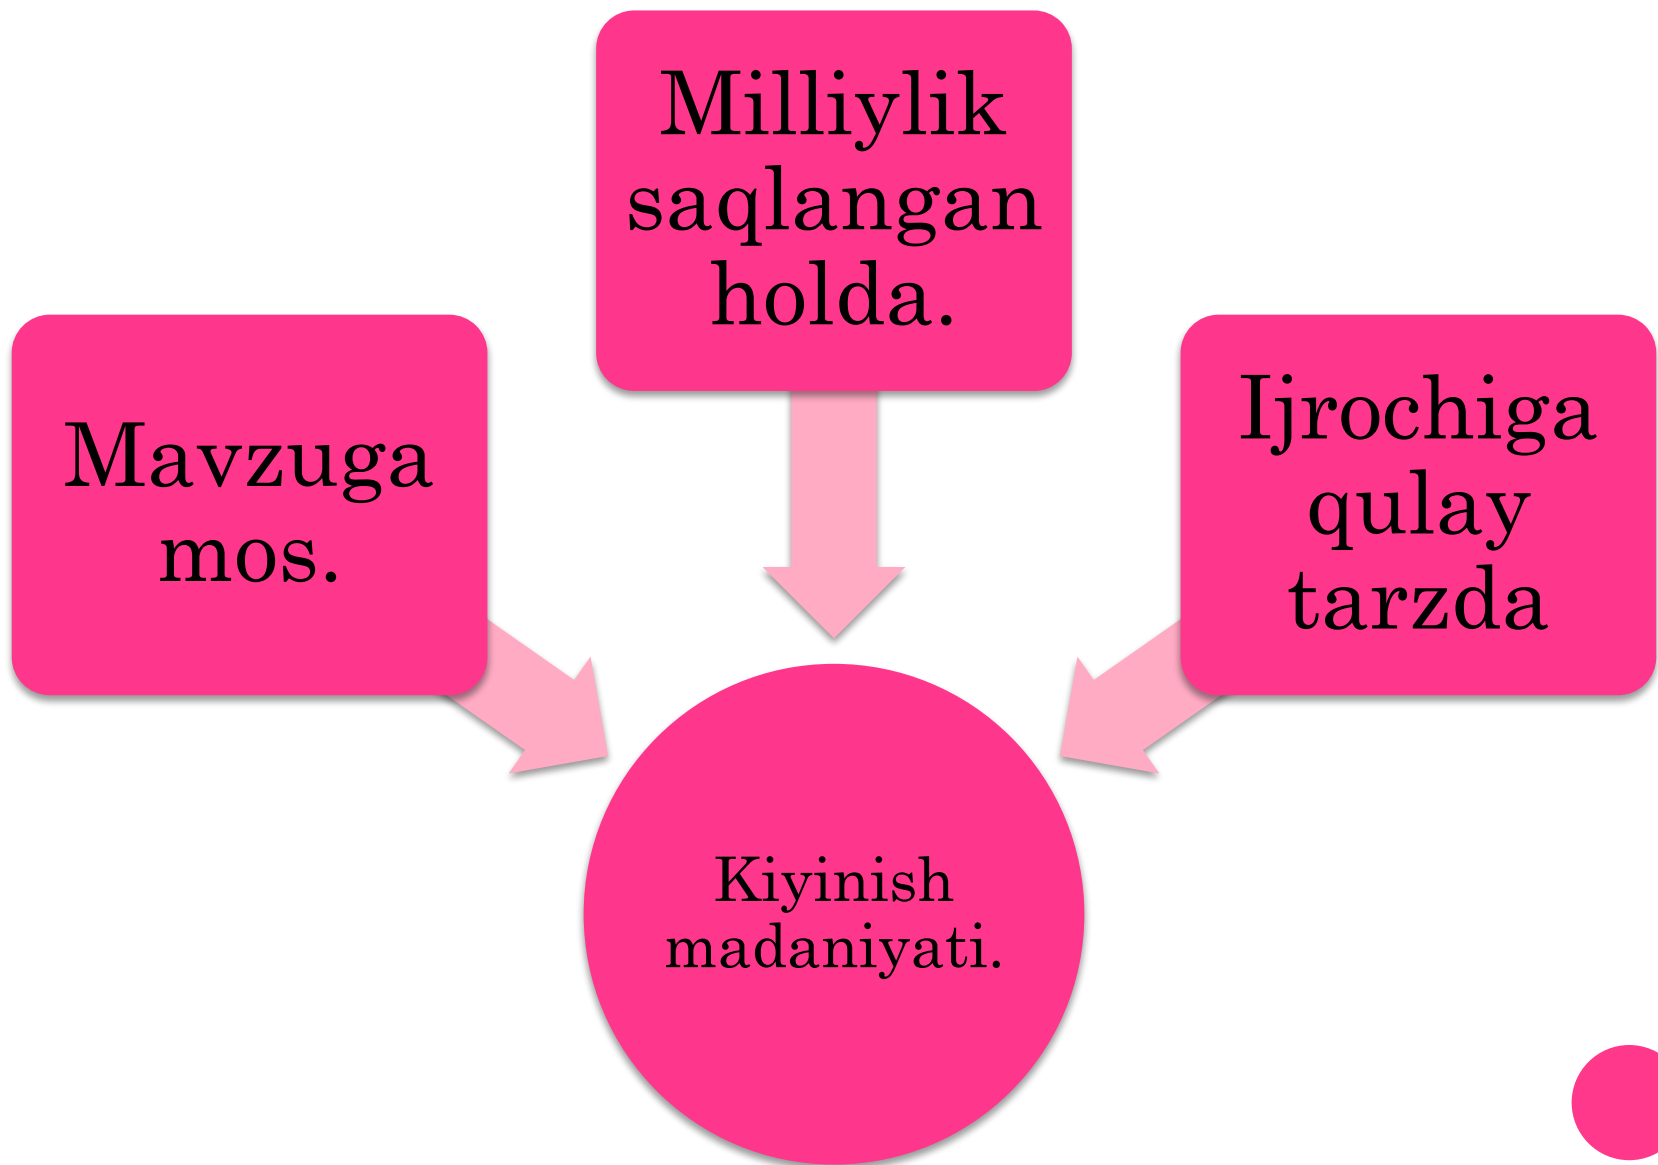 Milliylik
saqlangan
holda.
Mavzuga
mos.
Ijrochiga
qulay
tarzda
Kiyinish
madaniyati.